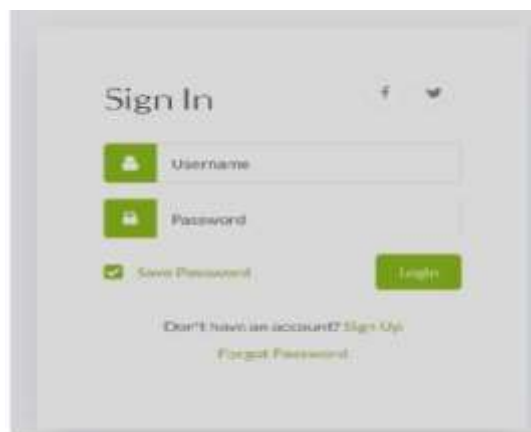 Sign In
Username
Password
Save Password
Login
Don't have an account? Sign Up
Forgot Password